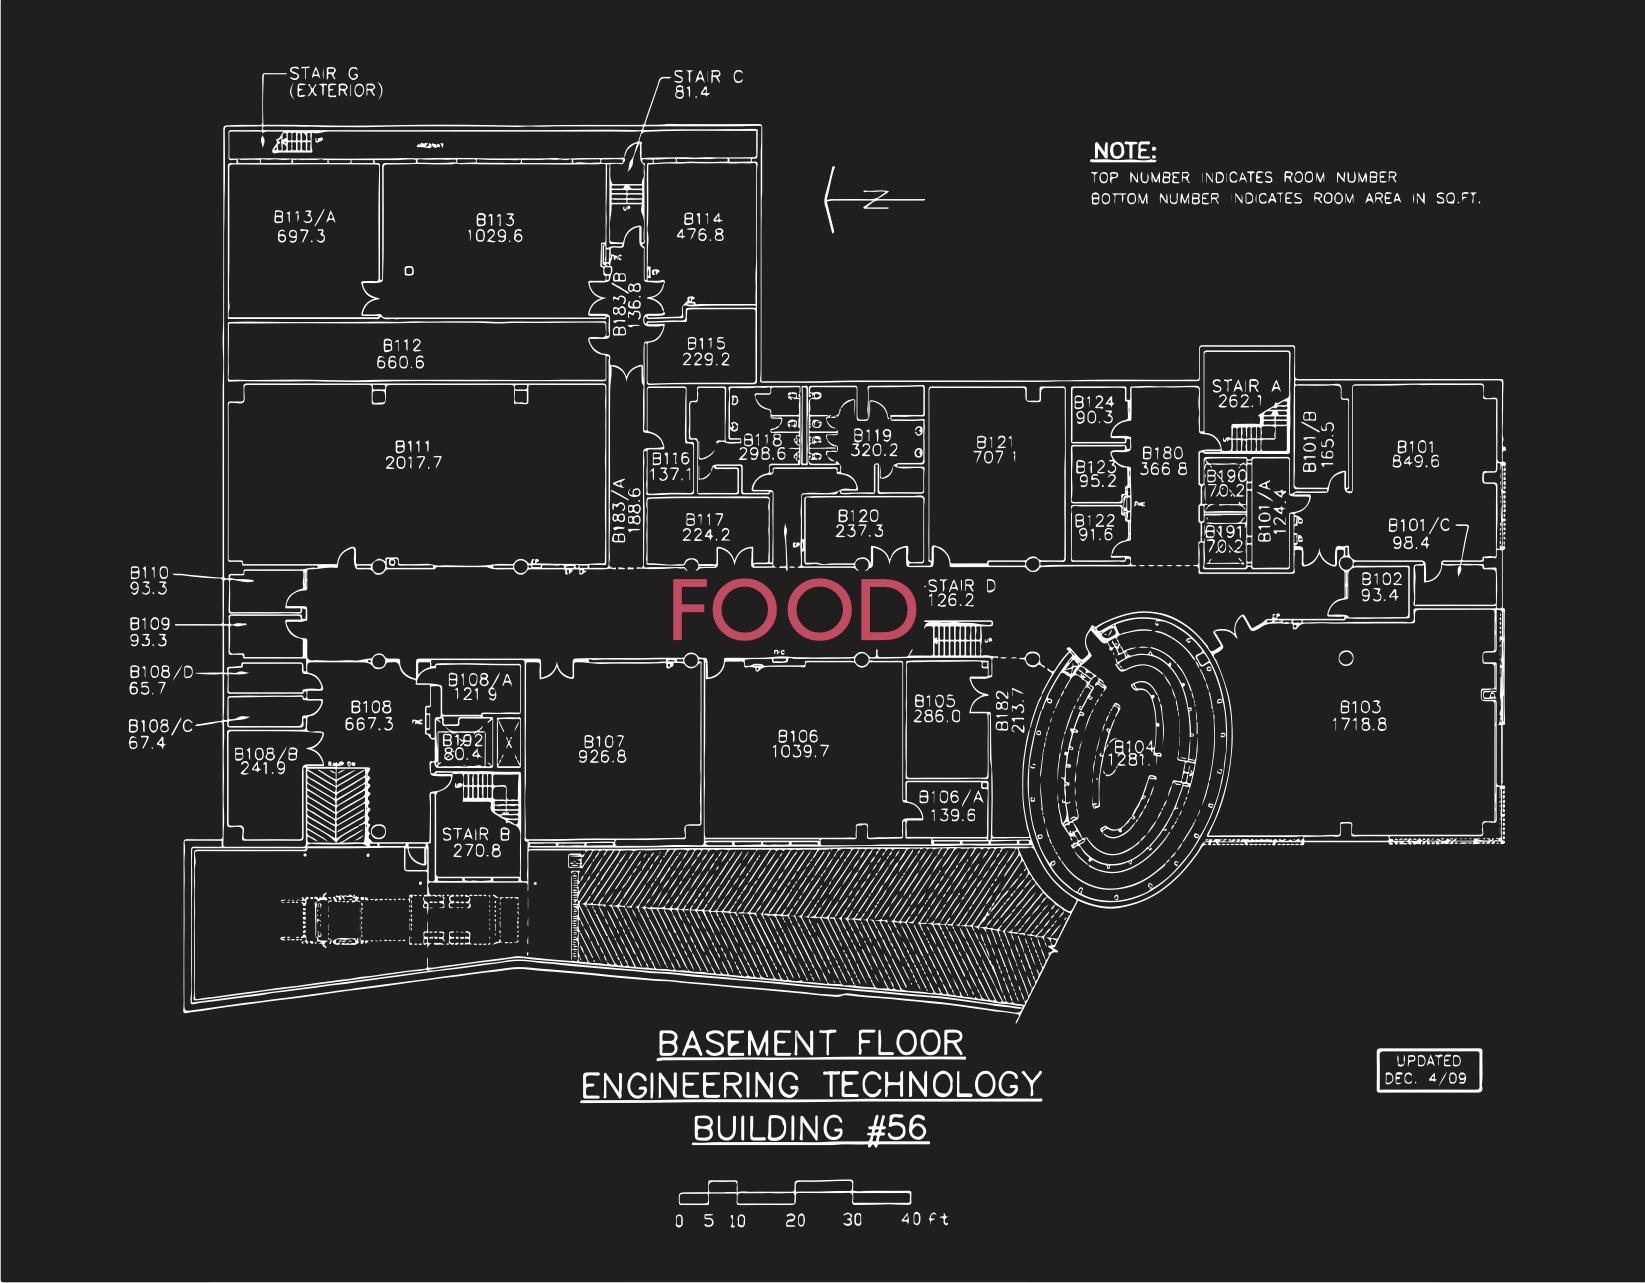 STAIR G
(EXTERIOR)
STAIR C
81.4
AREAWAY
NOTE:
TOP NUMBER INDICATES ROOM NUMBER
BOTTOM NUMBER INDICATES ROOM AREA IN SQ.FT.
N
B113/A
697.3
B113
1029.6
B114
476.8
B183/B
136.8
B112
660.6
B115
229.2
STAIR A
262.1
B111
2017.7
B183/A
188.6
B116
137.1
B118
298.6
B119
320.2
B121
707.1
B124
90.3
B123
95.2
B122
91.6
B180
366.8
B190
70.2
B191
70.2
B101/A
124.4
B101/B
165.5
B101
849.6
B101/C
98.4
B117
224.2
B120
237.3
B110
93.3
FOOD
STAIR D
126.2
B102
93.4
B109
93.3
B108/D
65.7
B108/C
67.4
B108
667.3
B108/A
121.9
B192
80.4
X
B108/B
241.9
B107
926.8
B106
1039.7
B105
286.0
B182
213.7
B104
1281.1
B103
1718.8
B106/A
139.6
STAIR B
270.8
BASEMENT FLOOR
ENGINEERING TECHNOLOGY
BUILDING #56
UPDATED
DEC. 4/09
0 5 10 20 30 40 ft